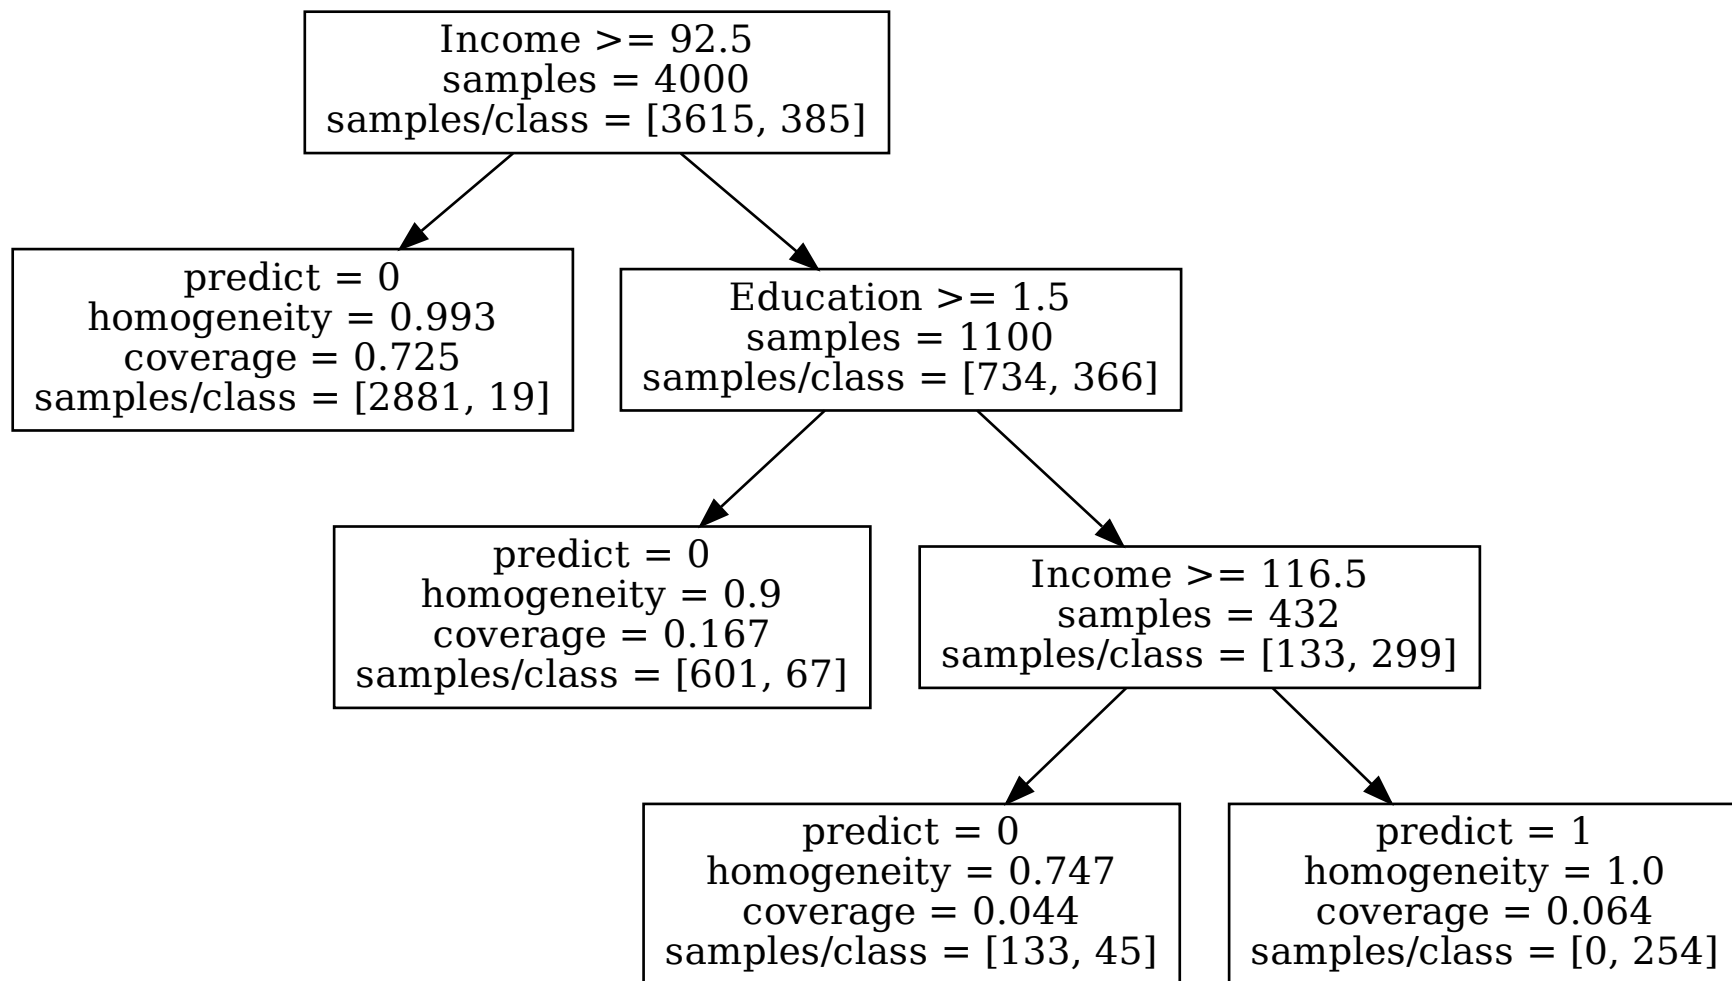 Income >= 92.5
samples = 4000
samples/class = [3615, 385]
predict = 0
homogeneity = 0.993
coverage = 0.725
samples/class = [2881, 19]
Education >= 1.5
samples = 1100
samples/class = [734, 366]
predict = 0
homogeneity = 0.9
coverage = 0.167
samples/class = [601, 67]
Income >= 116.5
samples = 432
samples/class = [133, 299]
predict = 0
homogeneity = 0.747
coverage = 0.044
samples/class = [133, 45]
predict = 1
homogeneity = 1.0
coverage = 0.064
samples/class = [0, 254]